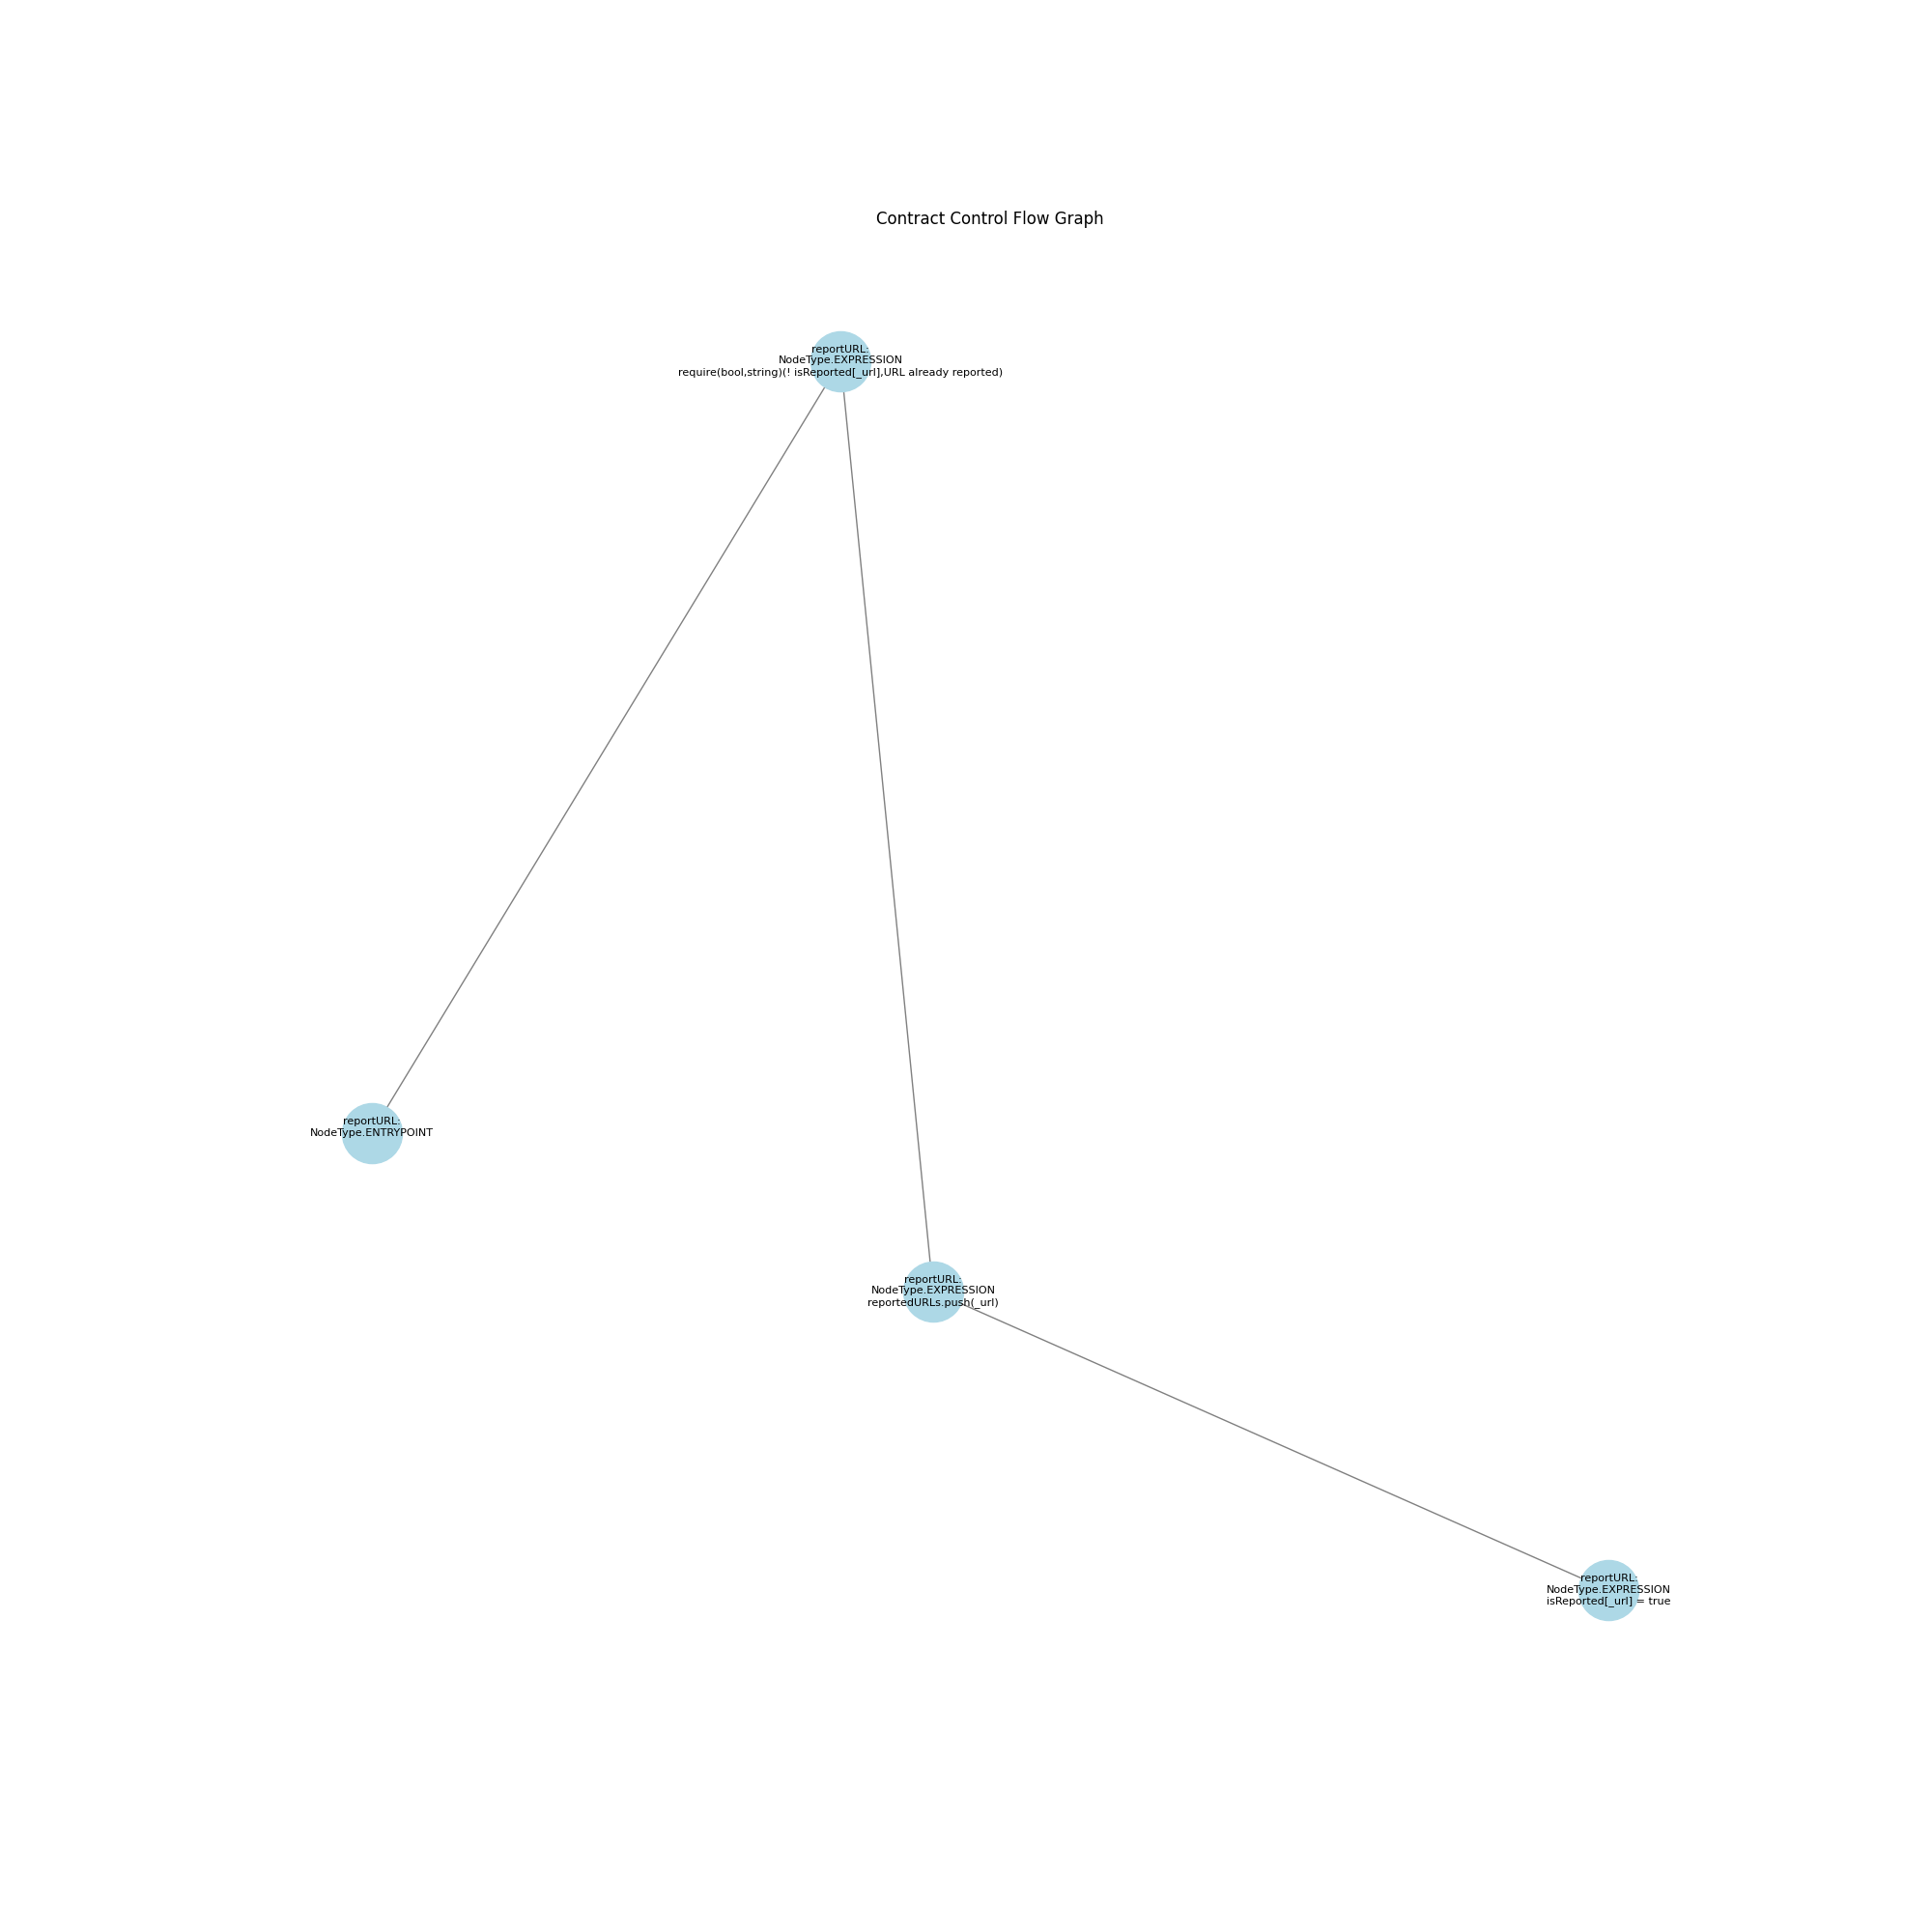 Contract Control Flow Graph
reportURL:
NodeType.EXPRESSION
require(bool,string)(! isReported[_url],URL already reported)
reportURL:
NodeType.ENTRYPOINT
reportURL:
NodeType.EXPRESSION
reportedURLs.push(_url)
reportURL:
NodeType.EXPRESSION
isReported[_url] = true